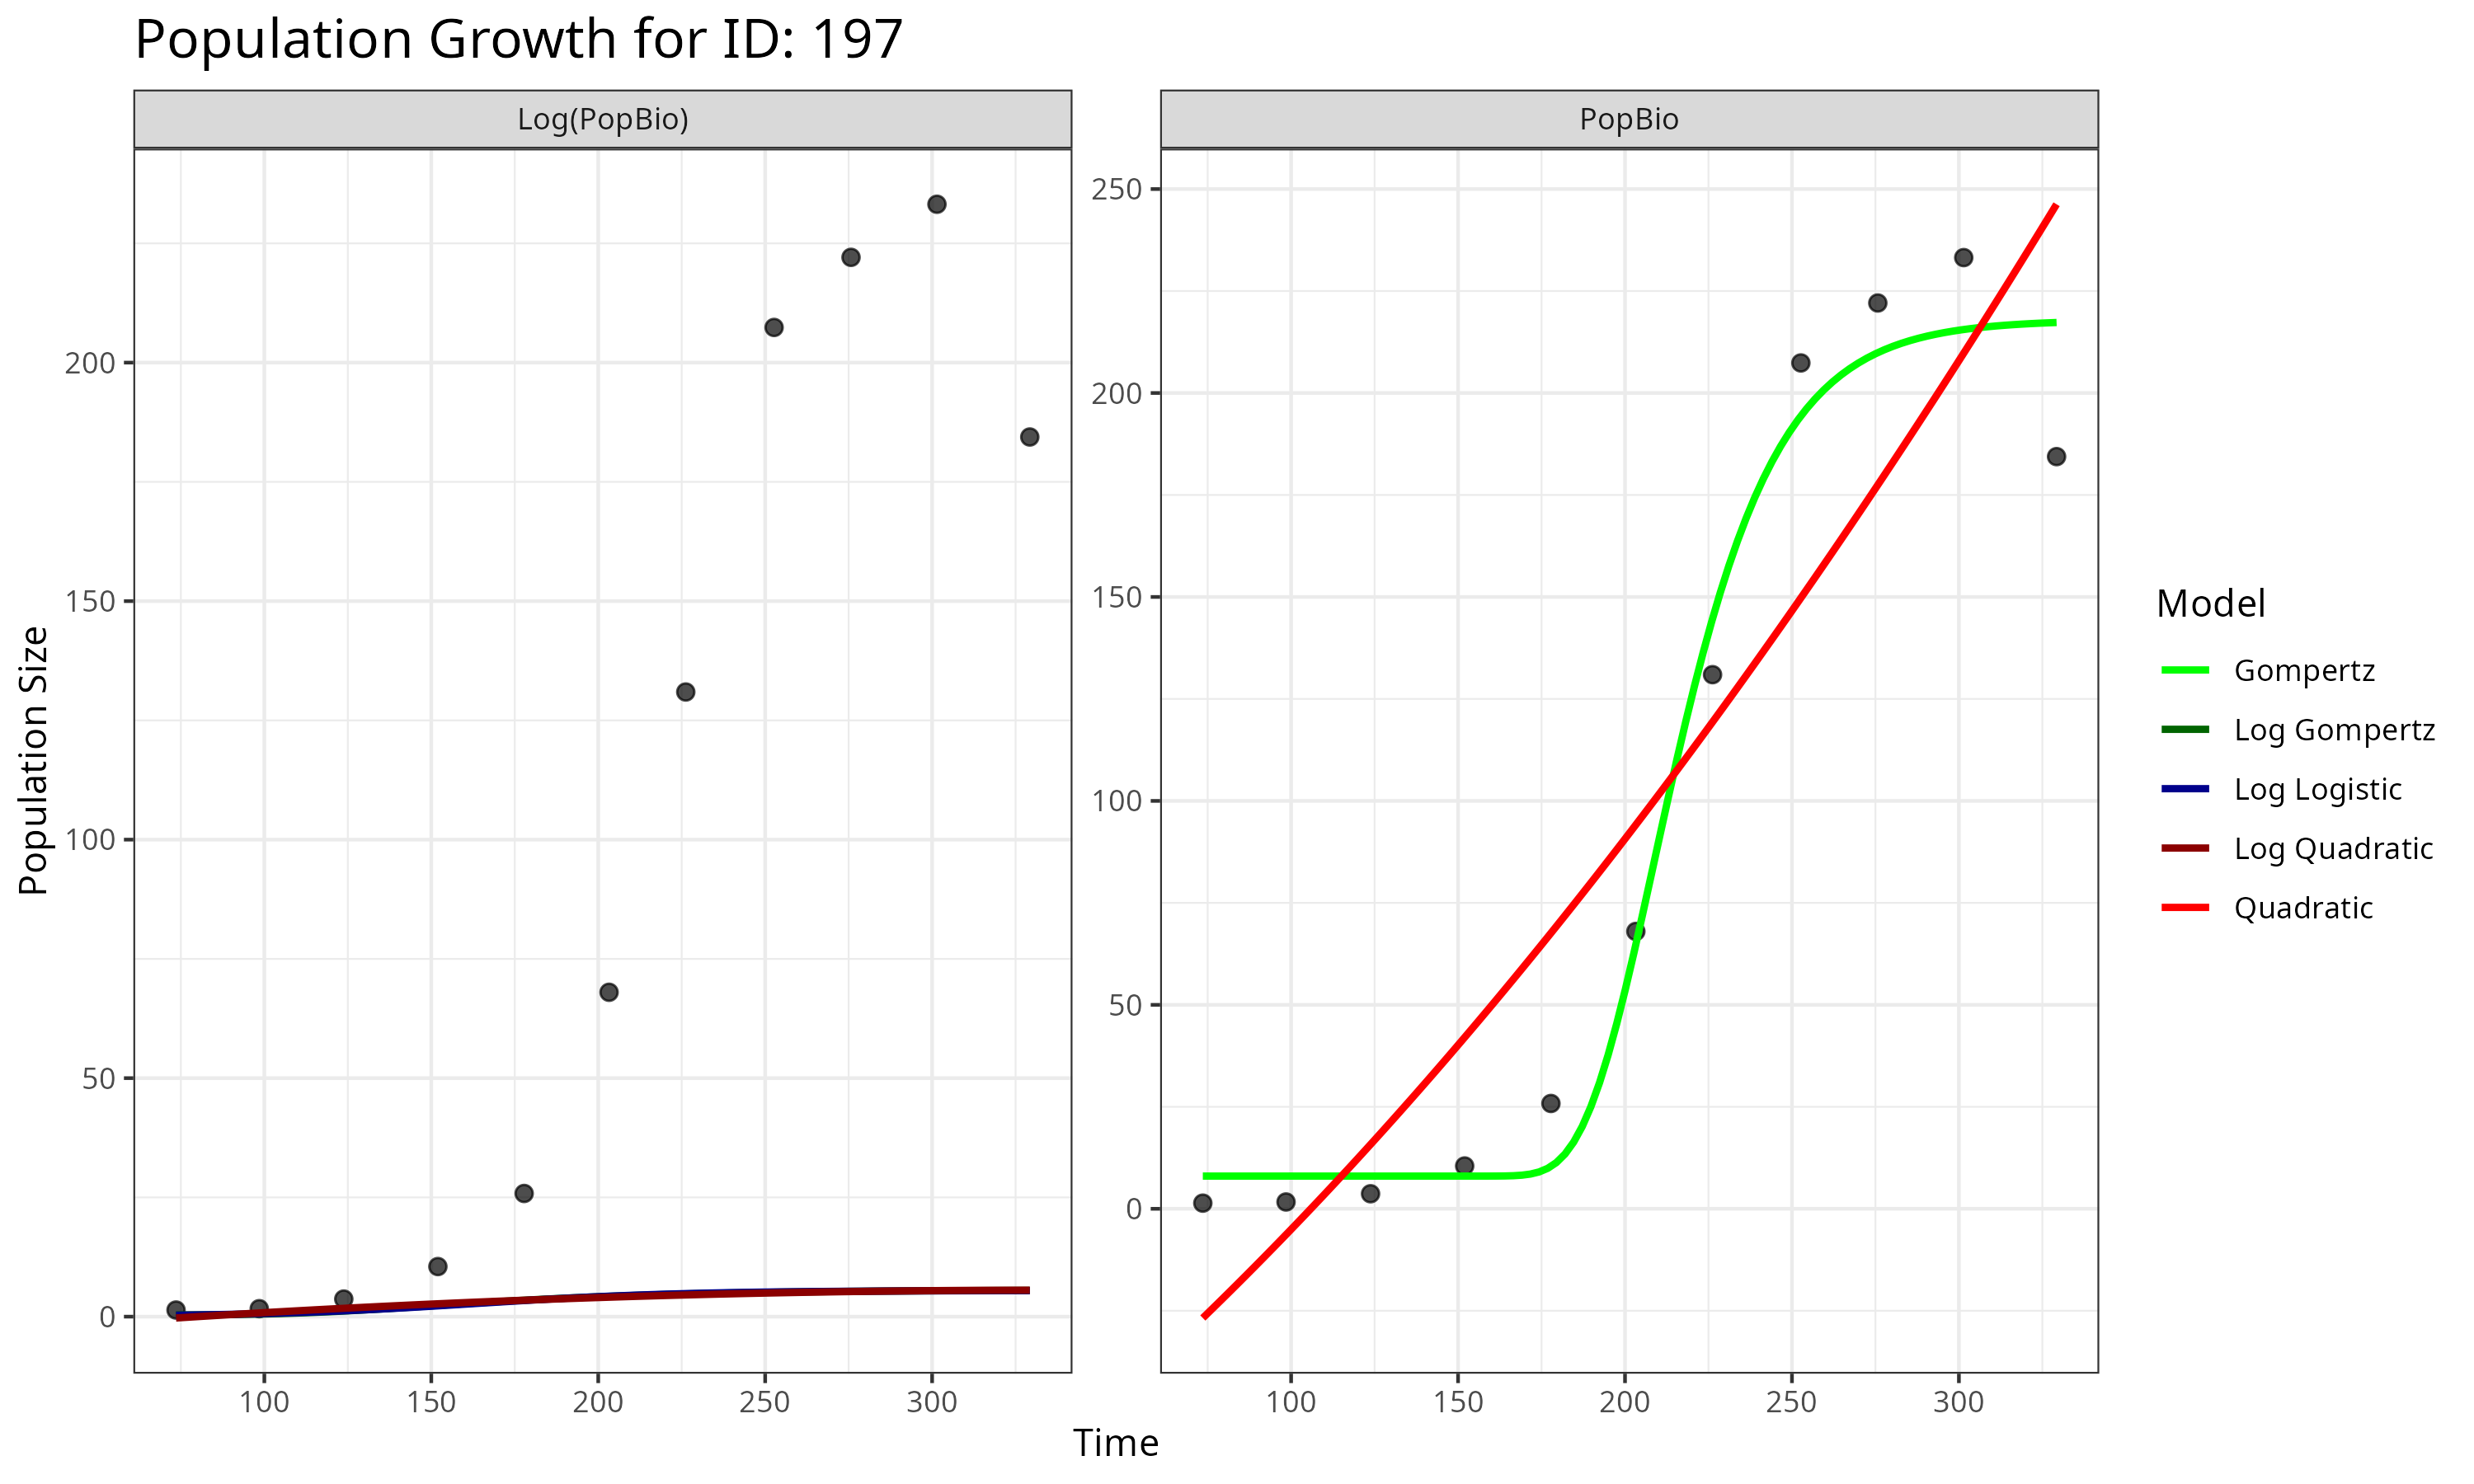 Population Growth for ID: 197
Log(PopBio)
PopBio
Population Size
200
150
100
50
0
250
200
150
100
50
0
100 150 200 250 300
100 150 200 250 300
Time
Model
Gompertz
Log Gompertz
Log Logistic
Log Quadratic
Quadratic